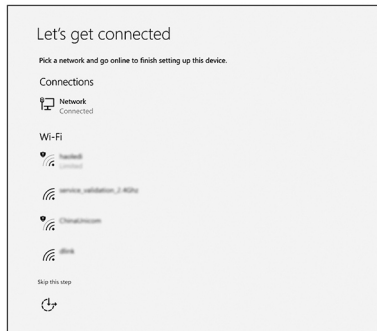 Let's get connected
Pick a network and go online to finish setting up this device.
Connections
Network
Connected
Wi-Fi
service_validation_2.4Ghz
ChinaUnicom
dlink
Skip this step